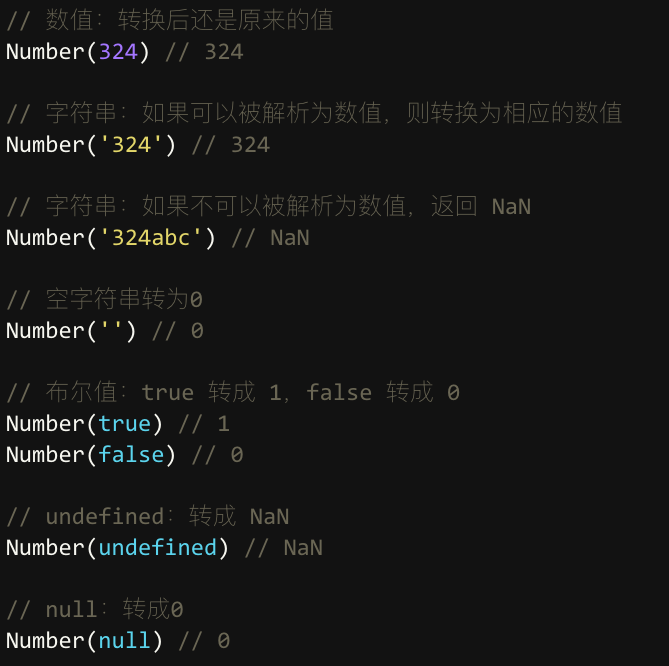 // 数值：转换后还是原来的值
Number(324) // 324
// 字符串：如果可以被解析为数值，则转换为相应的数值
Number('324') // 324
// 字符串：如果不可以被解析为数值，返回 NaN
Number('324abc') // NaN
// 空字符串转为0
Number('') // 0
// 布尔值：true 转成 1，false 转成 0
Number(true) // 1
Number(false) // 0
// undefined：转成 NaN
Number(undefined) // NaN
// null：转成0
Number(null) // 0